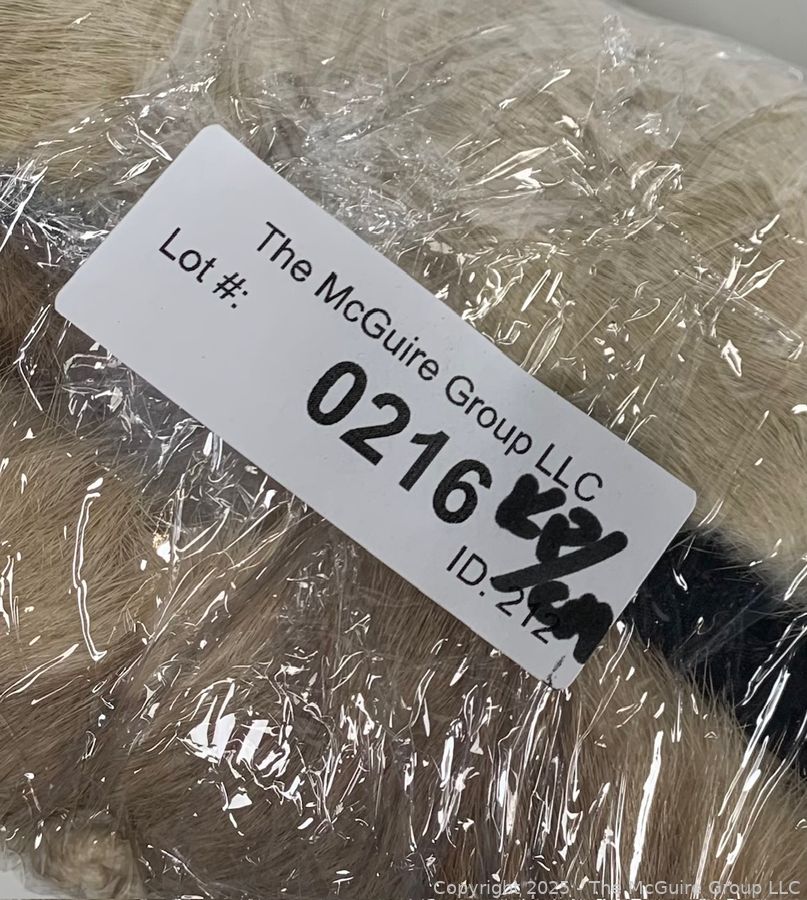 The McGuire Group LLC
Lot #:
0216
ID: 212
Copyright 2025 - The McGuire Group LLC